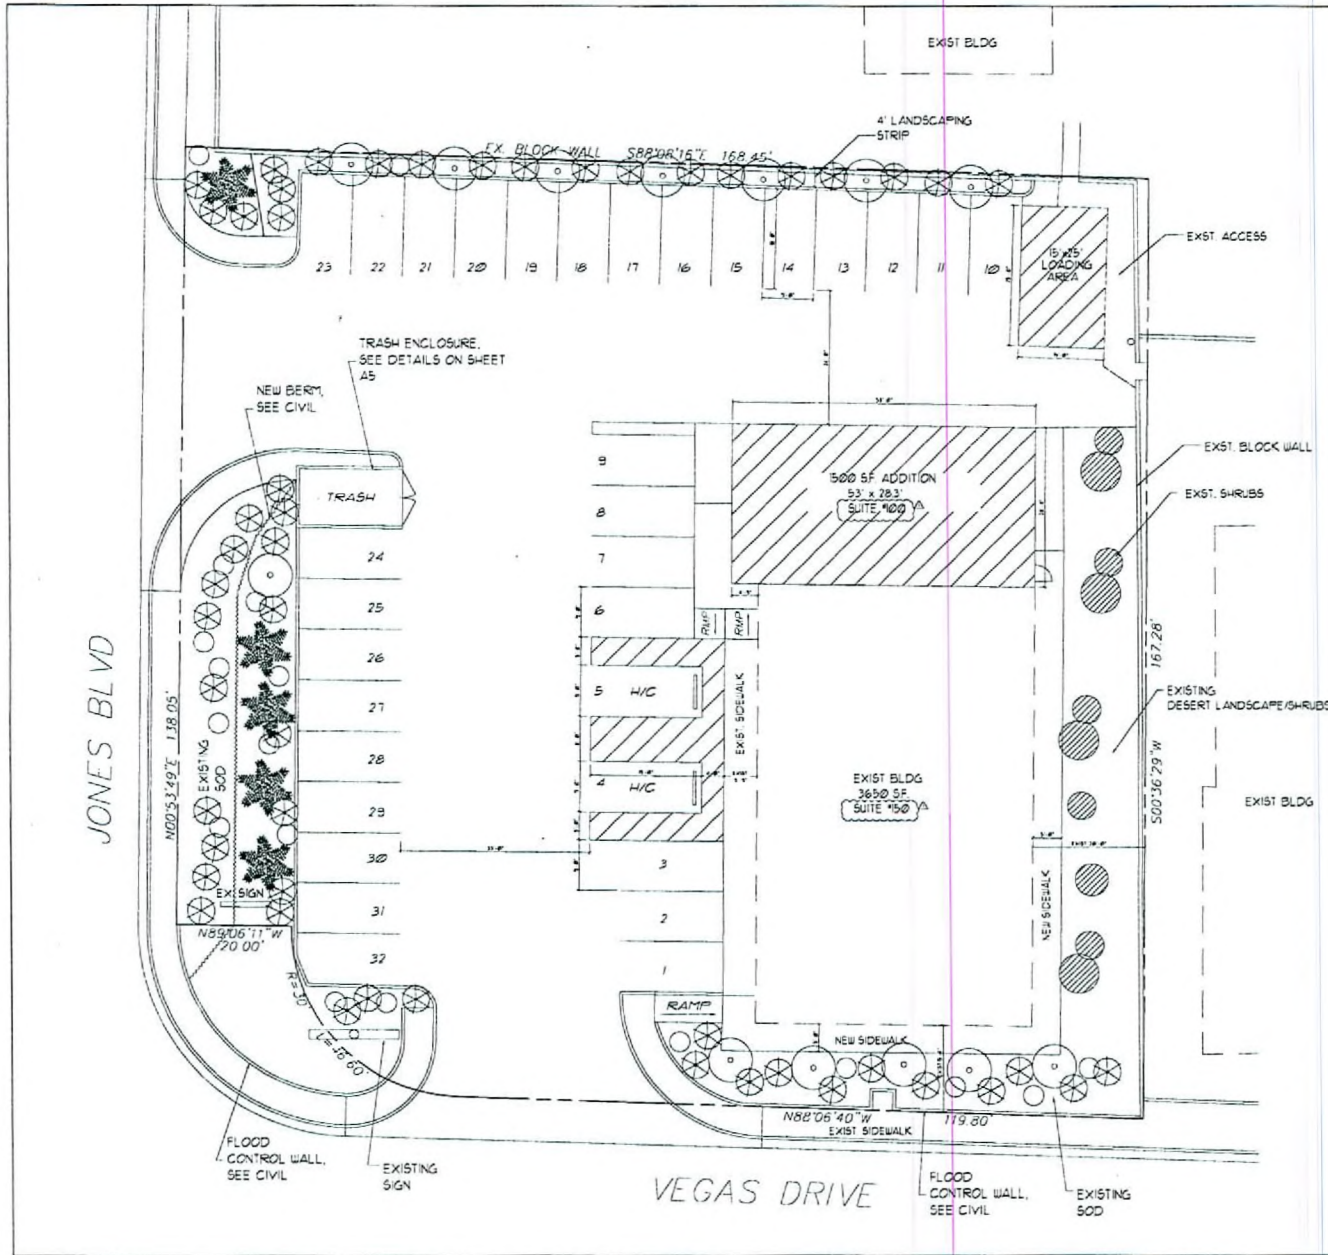 EXIST BLDG
4' LANDSCAPING
STRIP
EX. BLOCK WALL S88°08'15"E 168.45'
EXIST. ACCESS
15'x25'
LOADING
AREA
23 22 21 20 19 18 17 16 15 14 13 12 11 10
TRASH ENCLOSURE,
SEE DETAILS ON SHEET
A5
NEW BERM,
SEE CIVIL
TRASH
9
8
7
6
5 H/C
4 H/C
3
2
1
1500 S.F. ADDITION
53' x 28.3'
SUITE #100
EXST. BLOCK WALL
EXST. SHRUBS
24
25
26
27
28
29
30
31
32
RMP
RMP
EXIST. SIDEWALK
JONES BLVD
N00°53'49"E 138.05'
EXISTING
SOD
EX SIGN
EXIST BLDG
3650 S.F.
SUITE #150
167.28'
S00°36'29"W
EXISTING
DESERT LANDSCAPE/SHRUBS
EXIST BLDG
NEW SIDEWALK
N89°06'11"W
20.00'
R=30'
L=46.60'
RAMP
NEW SIDEWALK
N88°06'40"W 119.80
EXIST SIDEWALK
FLOOD
CONTROL WALL,
SEE CIVIL
EXISTING
SIGN
VEGAS DRIVE
FLOOD
CONTROL WALL,
SEE CIVIL
EXISTING
SOD